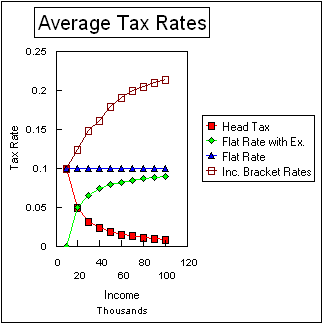 Average Tax Rates
0.25
0.2
0.15
0.1
0.05
0
Tax Rate
0 40 80 120
20 60 100
Income
Thousands
Head Tax
Flat Rate with Ex.
Flat Rate
Inc. Bracket Rates